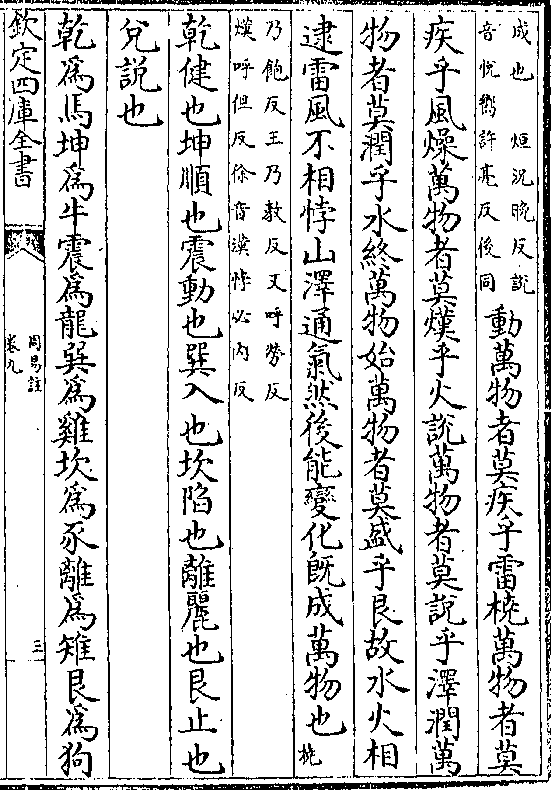 成也　烜況晚反說
音悅嚮許亮反後同
動萬物者莫疾乎雷橈萬物者莫
疾乎風燥萬物者莫熯乎火說萬物者莫說乎澤潤萬
物者莫潤乎水終萬物始萬物者莫盛乎艮故水火相
逮雷風不相悖山澤通氣然後能變化旣成萬物也橈
乃飽反王乃教反又呼勞反
熯呼但反徐音漢悖必內反
乾健也坤順也震動也巽入也坎陷也離麗也艮止也
兌說也
乾爲馬坤爲牛震爲龍巽爲雞坎爲豕離爲雉艮爲狗
欽定四庫全書
周易註
卷九
三